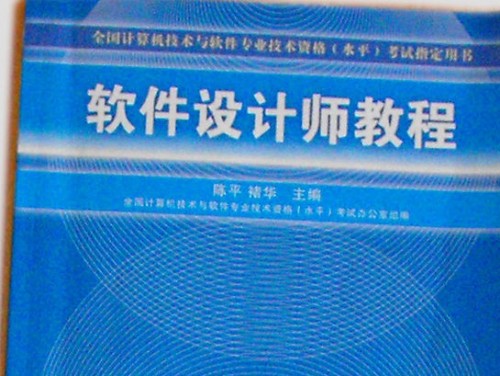 全国计算机技术与软件专业技术资格（水平）考试指定用书
软件设计师教程
陈平 褚华 主编
全国计算机技术与软件专业技术资格（水平）考试办公室组编